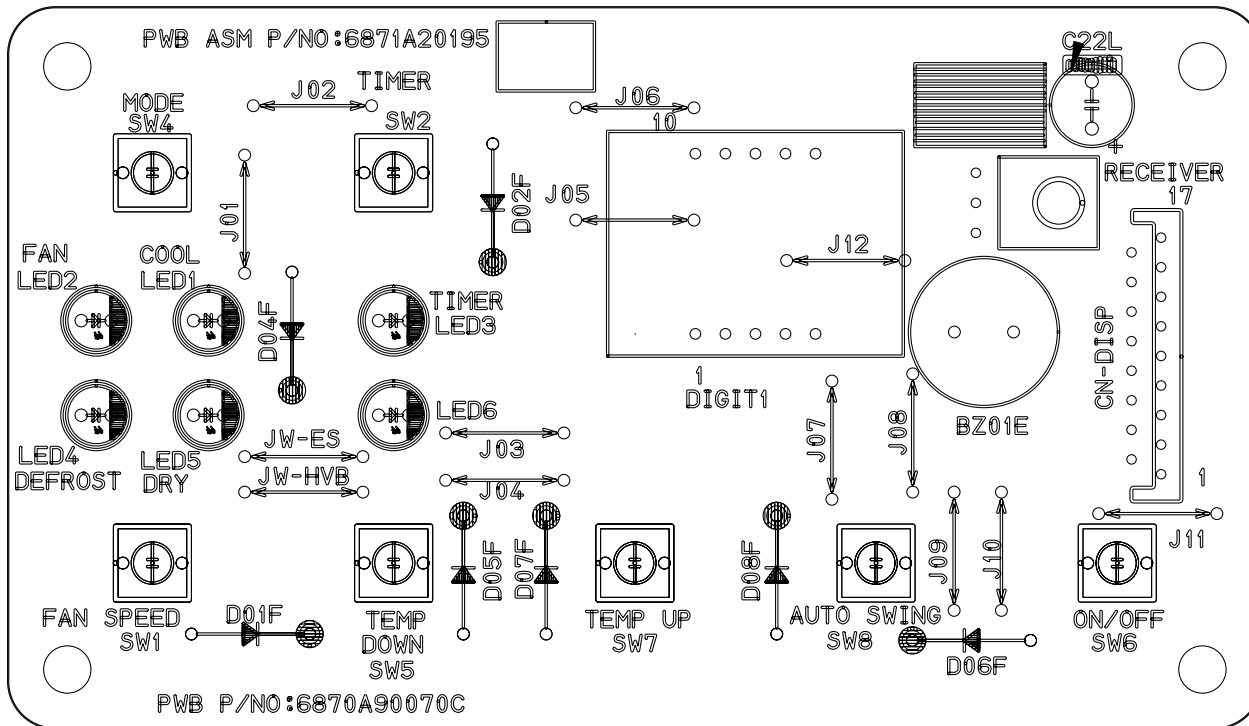 PWB ASM P/NO:6871A20195
C22L
TIMER
J02
J06
MODE
SW4
SW2
10
+
RECEIVER
17
J01
D02F
J05
J12
FAN
LED2
COOL
LED1
D04F
TIMER
LED3
CN-DISP
1
DIGIT1
J07
J08
BZ01E
LED6
J03
LED4
DEFROST
LED5
DRY
JW-ES
JW-HVB
J04
1
J11
D05F
D07F
D08F
J09
J10
FAN SPEED
SW1
D01F
TEMP
DOWN
SW5
TEMP UP
SW7
AUTO SWING
SW8
D06F
ON/OFF
SW6
PWB P/NO:6870A90070C